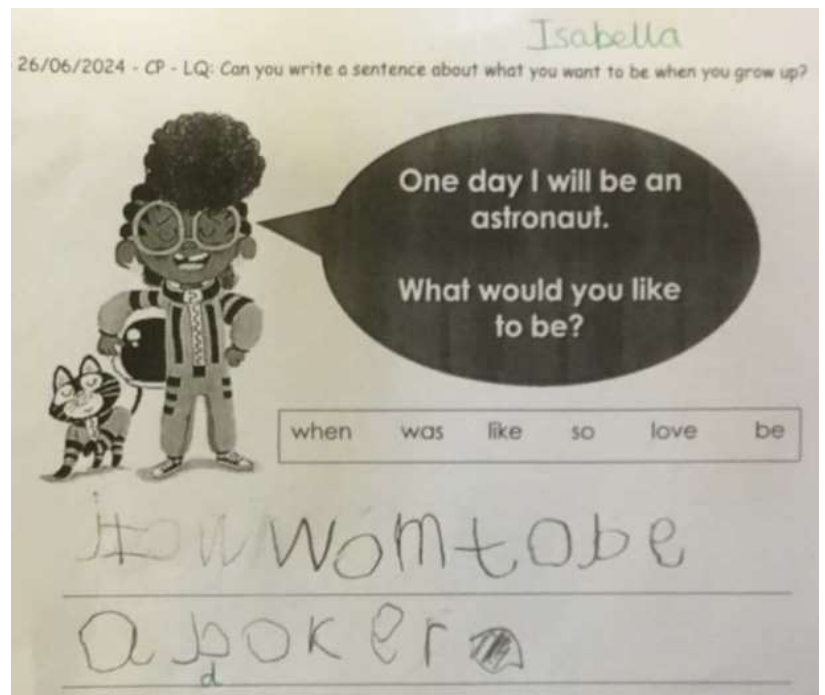 Isabella
26/06/2024 - CP - LQ: Can you write a sentence about what you want to be when you grow up?
One day I will be an
astronaut.
What would you like
to be?
when was like so love be
I womtobe
a boker
d